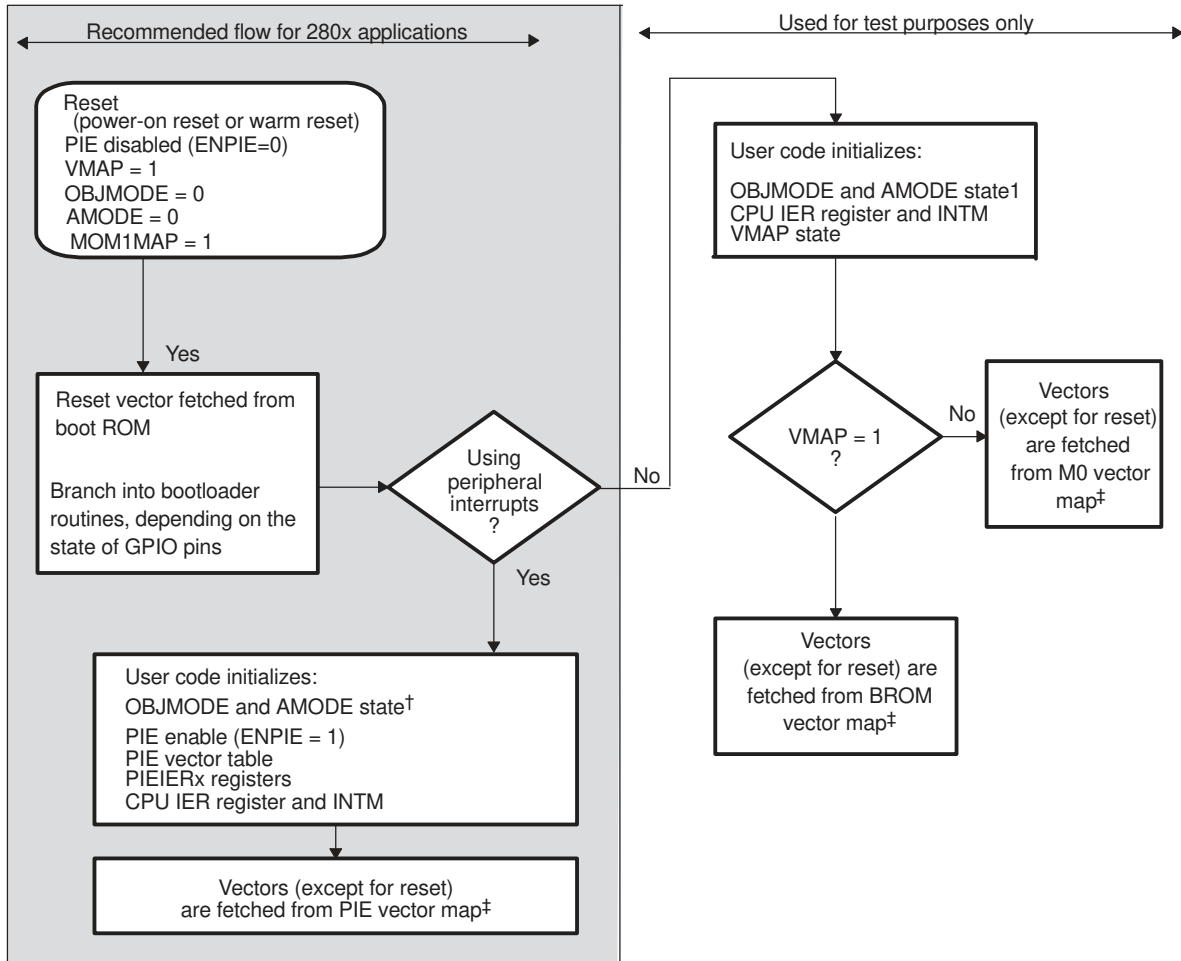 Recommended flow for 280x applications
Used for test purposes only
Reset
(power-on reset or warm reset)
PIE disabled (ENPIE=0)
VMAP = 1
OBJMODE = 0
AMODE = 0
MOM1MAP = 1
Yes
Reset vector fetched from
boot ROM
Branch into bootloader
routines, depending on the
state of GPIO pins
Using
peripheral
interrupts
?
No
Yes
User code initializes:
OBJMODE and AMODE state†
PIE enable (ENPIE = 1)
PIE vector table
PIEIERx registers
CPU IER register and INTM
Vectors (except for reset)
are fetched from PIE vector map‡
User code initializes:
OBJMODE and AMODE state1
CPU IER register and INTM
VMAP state
VMAP = 1
?
No
Vectors
(except for reset)
are fetched
from M0 vector
map‡
Vectors
(except for reset) are
fetched from BROM
vector map‡